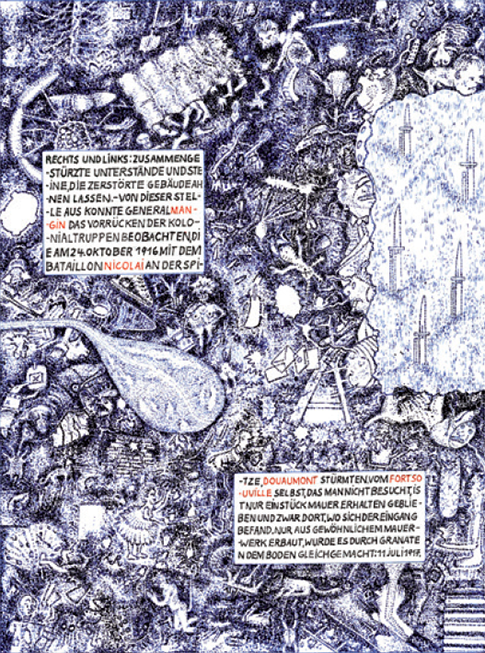 RECHTS UND LINKS: ZUSAMMENGE
-STÜRZTE UNTERSTÄNDE UND STE
INE, DIE ZERSTÖRTE GEBÄUDE AH
NEN LASSEN.-VON DIESER STEL-
LE AUS KONNTE GENERAL MAN-
GIN DAS VORRÜCKEN DER KOLO-
NIALTRUPPEN BEOBACHTEN, DI
E AM 24. OKTOBER 1916 MIT DEM
BATAILLON NICOLAI AN DER SPI-
-TZE, DOUAUMONT STÜRMTEN. VOM FORT SO
-UVILLE SELBST, DAS MAN NICHT BESUCHT, IS
T NUR EIN STÜCK MAUER ERHALTEN GEBLIE-
BEN UND ZWAR DORT, WO SICH DER EINGANG
BEFAND. NUR AUS GEWÖHNLICHEM MAUER-
-WERK ERBAUT, WURDE ES DURCH GRANATE
N DEM BODEN GLEICHGEMACHT: 11 JULI 1917.